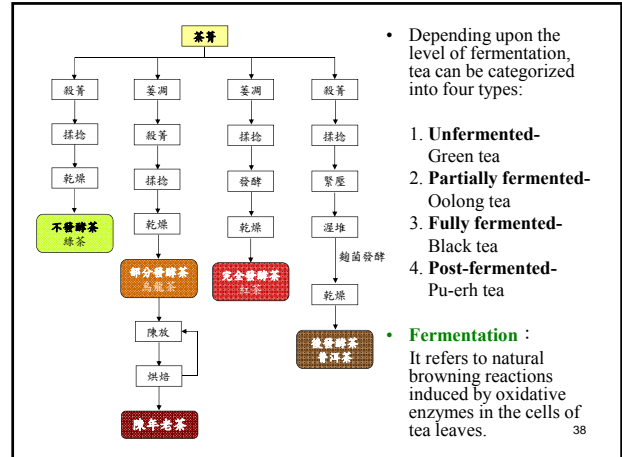 茶菁
殺菁
萎凋
萎凋
殺菁
揉捻
殺菁
揉捻
揉捻
乾燥
揉捻
發酵
緊壓
不發酵茶
綠茶
乾燥
乾燥
渥堆
麴菌發酵
部分發酵茶
烏龍茶
完全發酵茶
紅茶
乾燥
陳放
後發酵茶
普洱茶
烘焙
陳年老茶
• Depending upon the
level of fermentation,
tea can be categorized
into four types:
1. Unfermented-
Green tea
2. Partially fermented-
Oolong tea
3. Fully fermented-
Black tea
4. Post-fermented-
Pu-erh tea
• Fermentation：
It refers to natural
browning reactions
induced by oxidative
enzymes in the cells of
tea leaves.
38